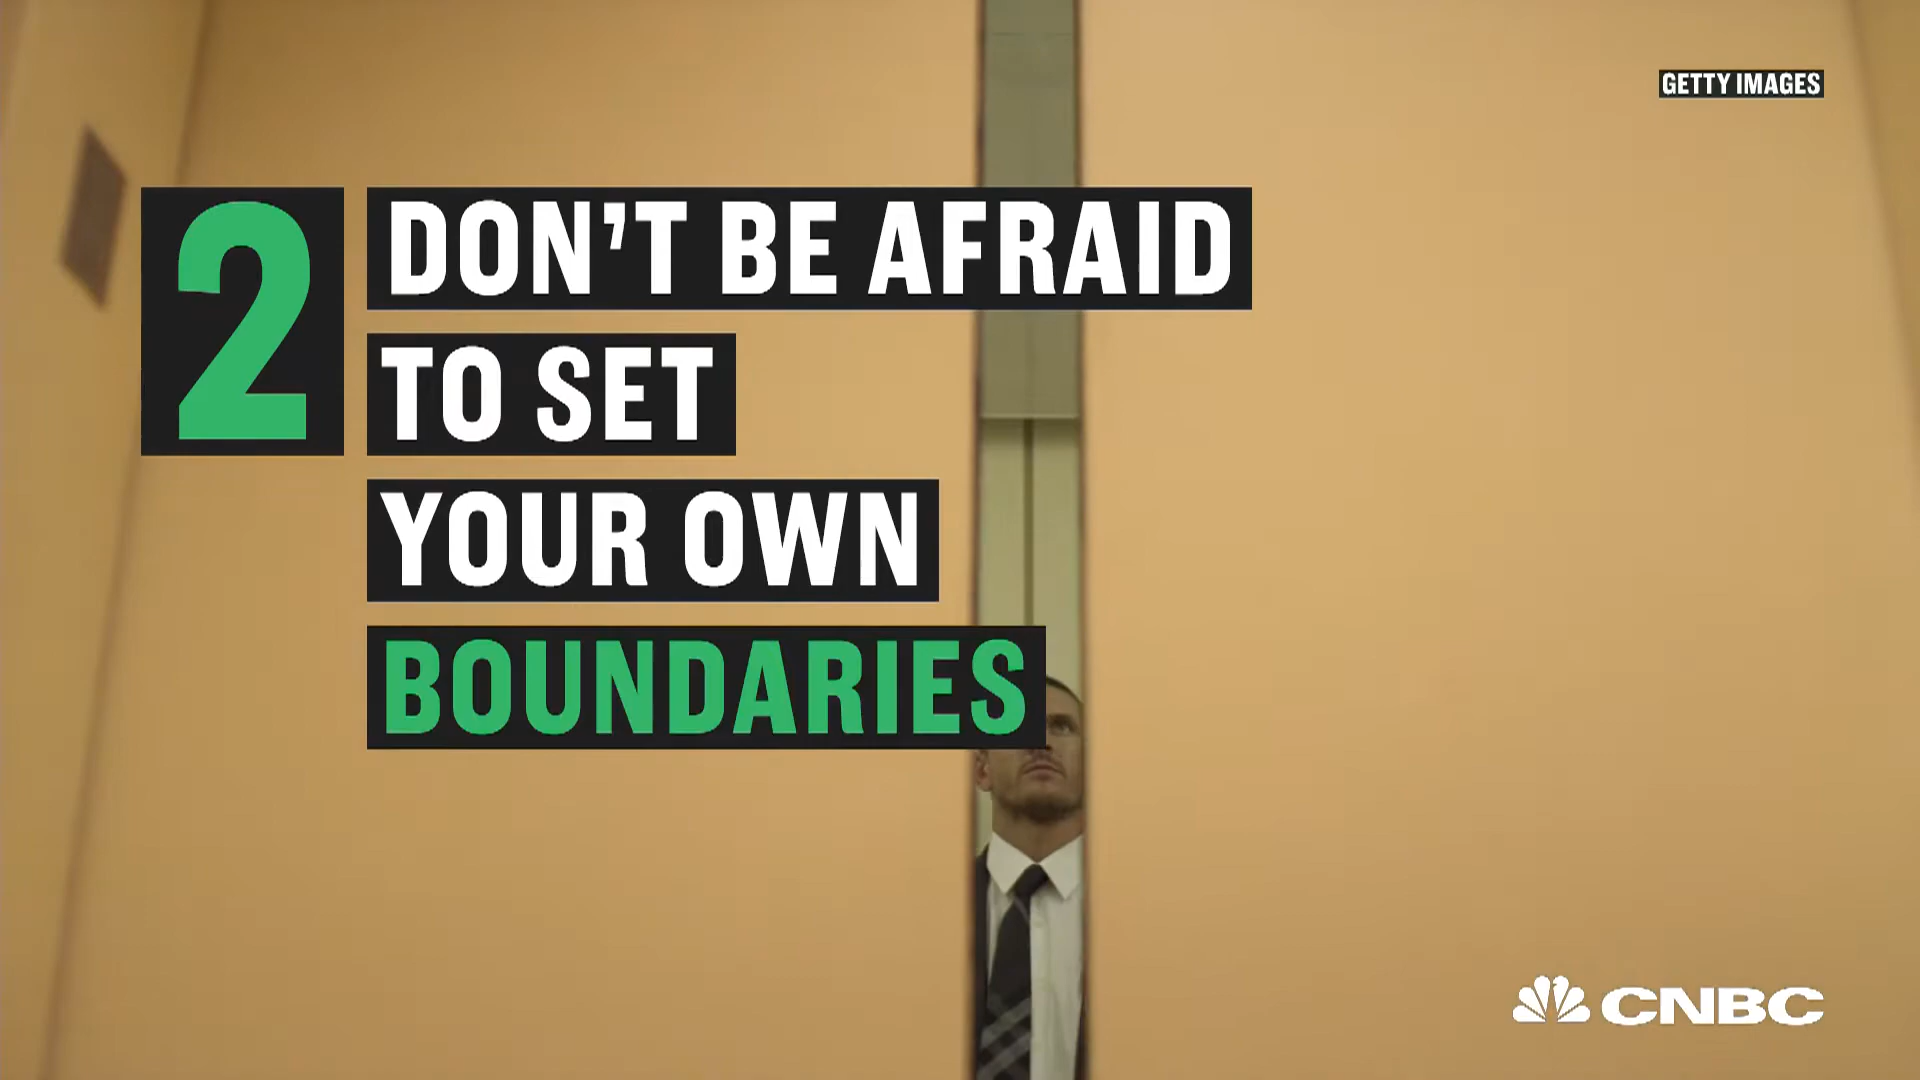 GETTY IMAGES
2
DON'T BE AFRAID
TO SET
YOUR OWN
BOUNDARIES
CNBC